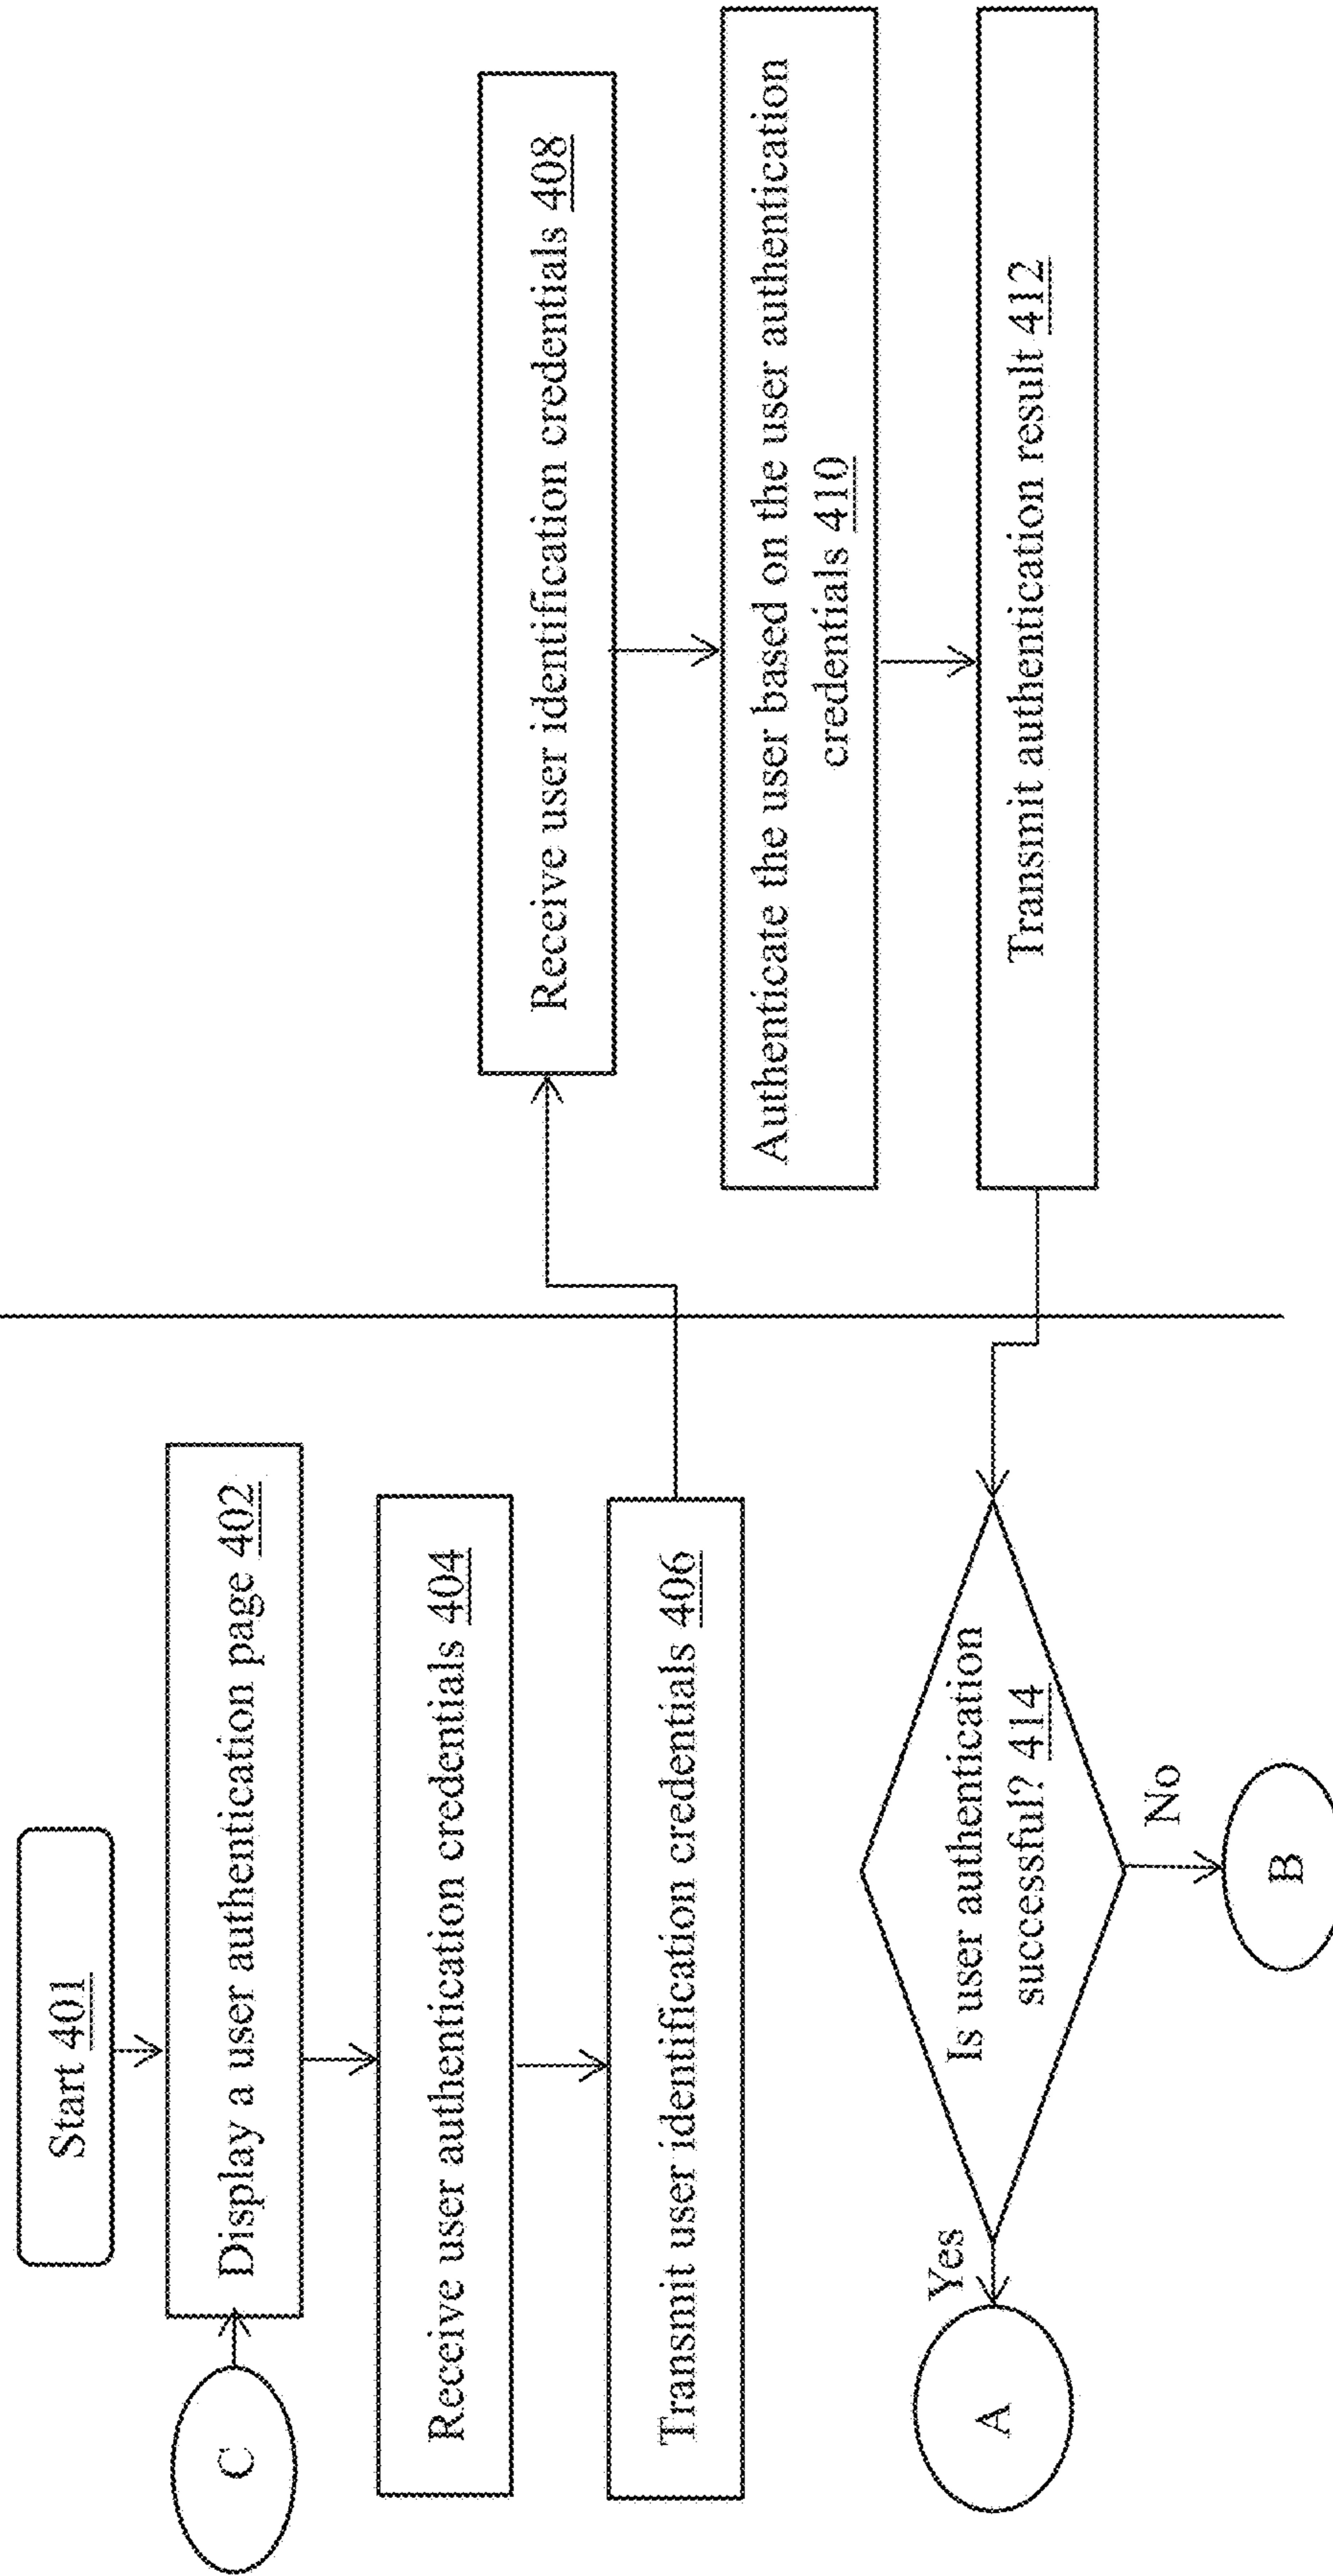 Start 401
C
Display a user authentication page 402
Receive user authentication credentials 404
Transmit user identification credentials 406
Receive user identification credentials 408
Authenticate the user based on the user authentication
credentials 410
Transmit authentication result 412
Is user authentication
successful? 414
Yes
A
No
B